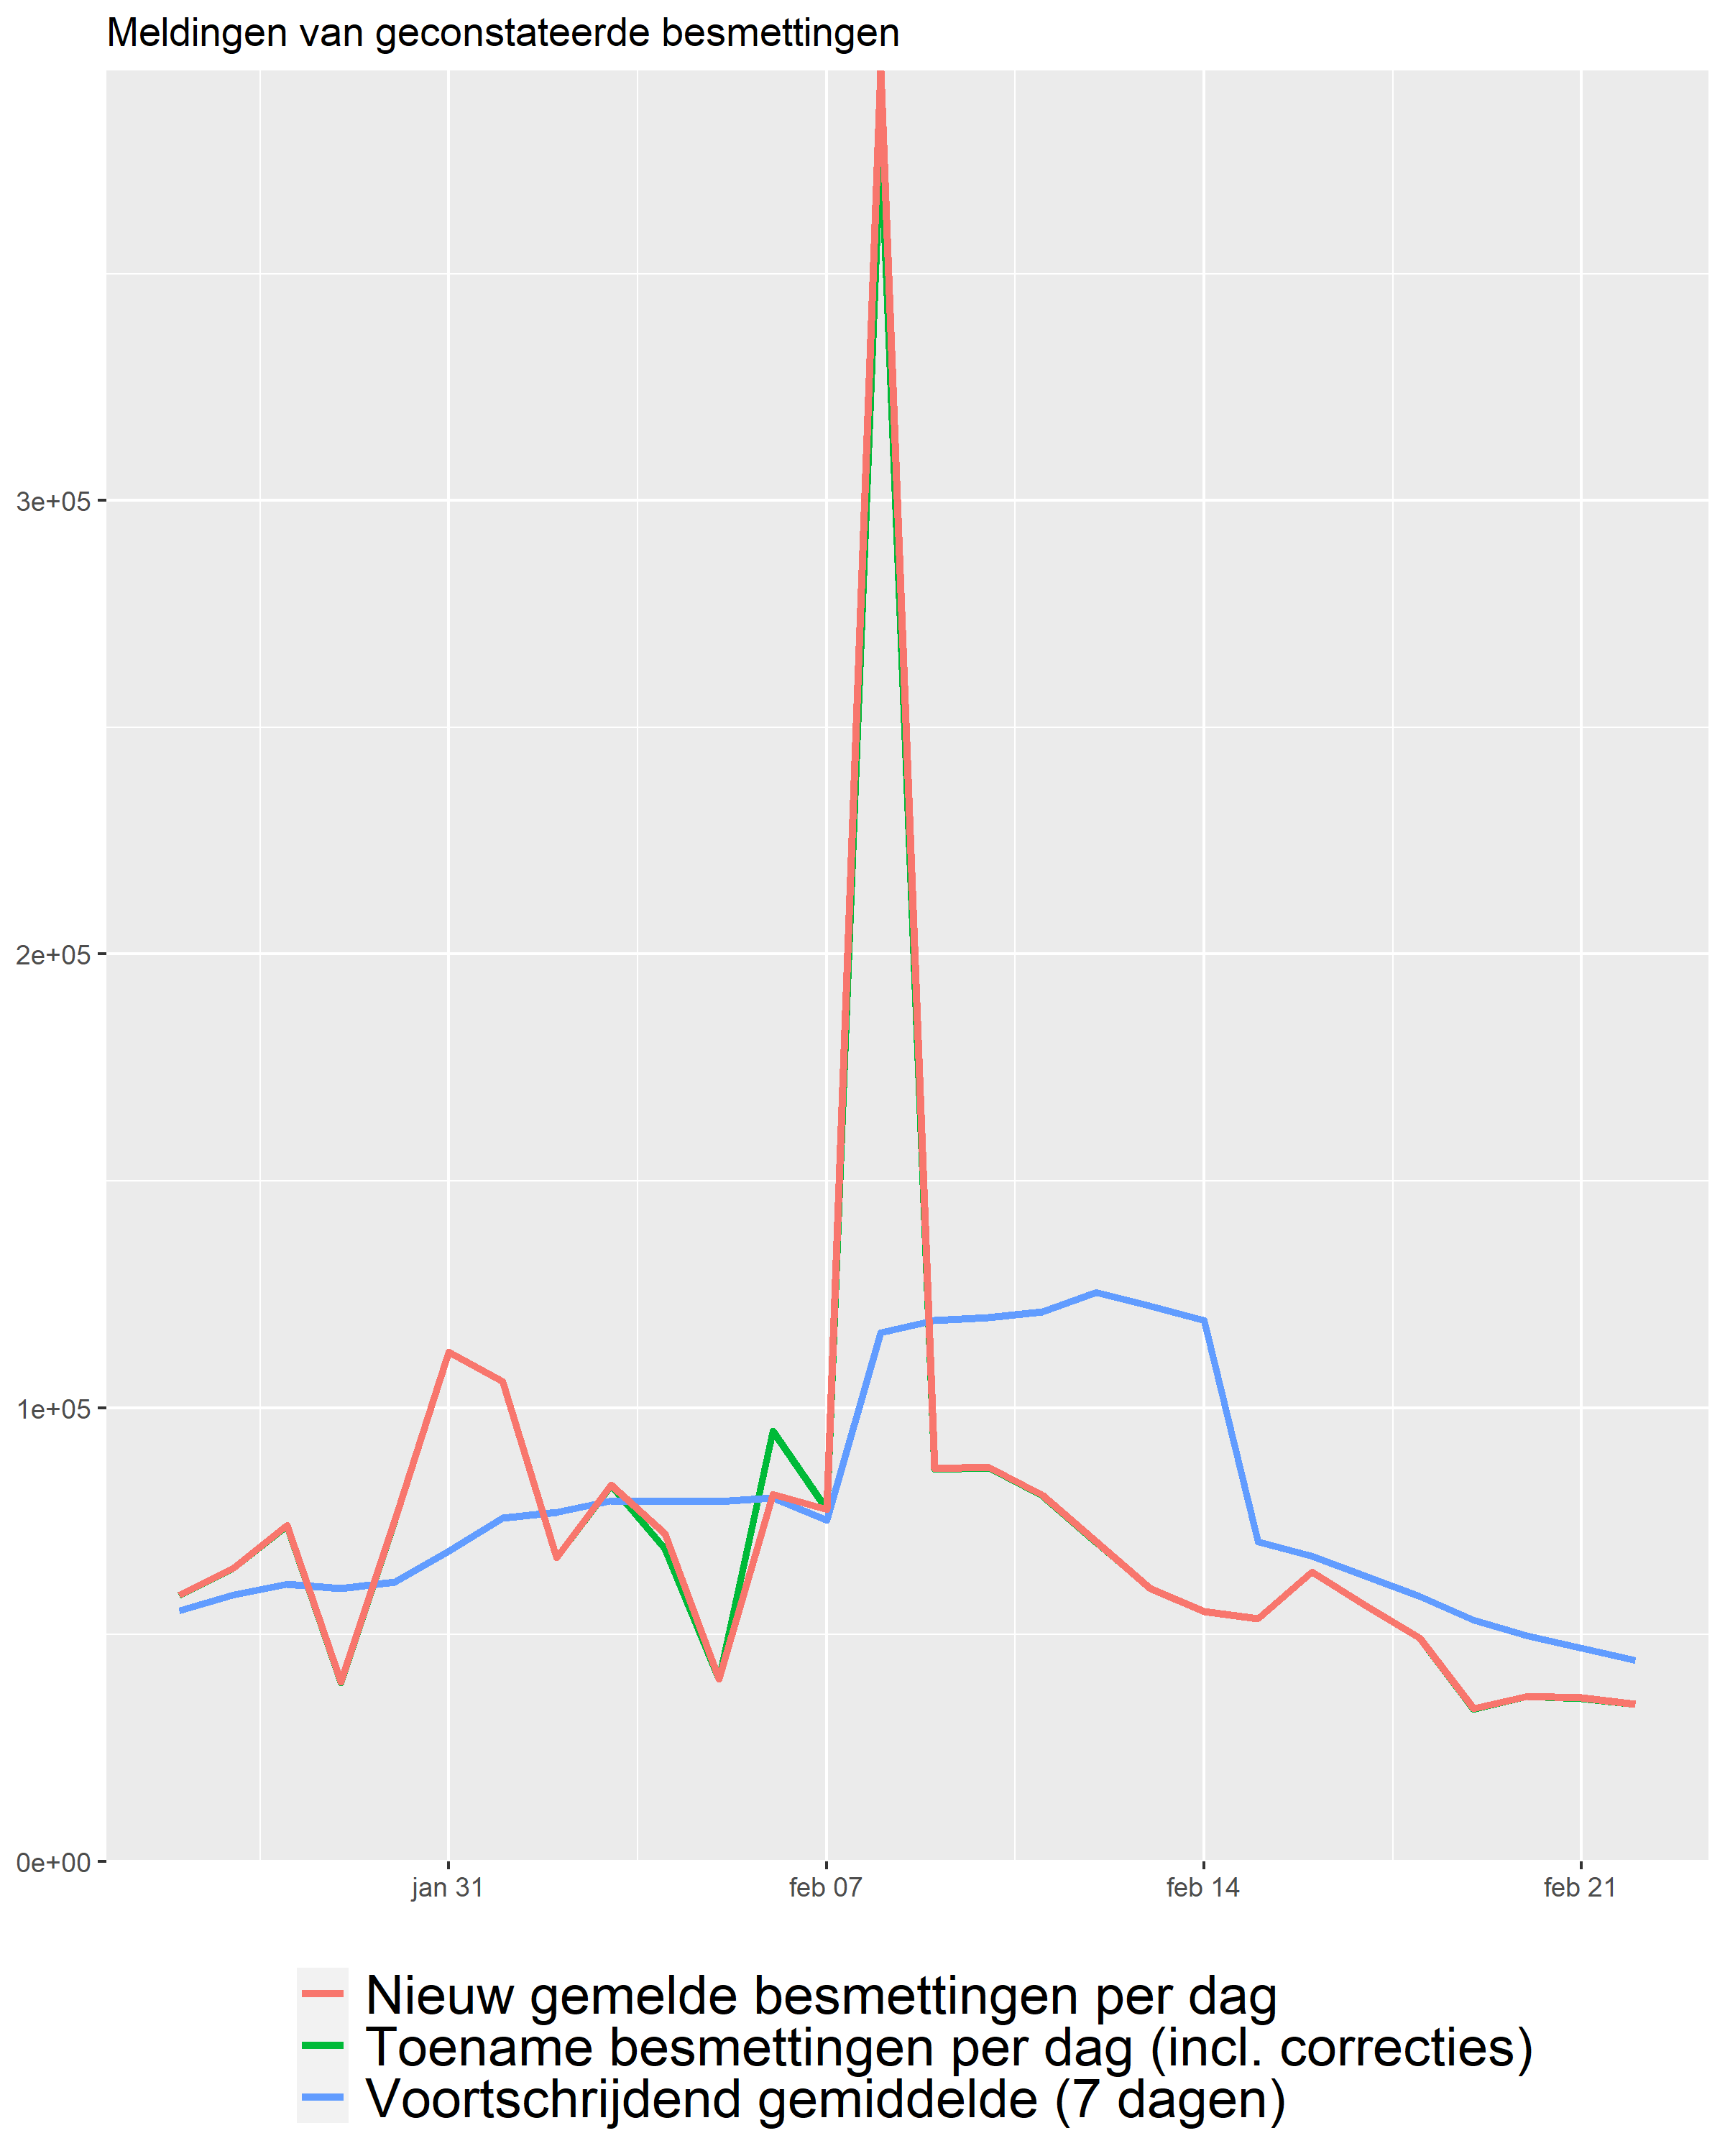 Meldingen van geconstateerde besmettingen
3e+05
2e+05
1e+05
0e+00
jan 31
feb 07
feb 14
feb 21
Nieuw gemelde besmettingen per dag
Toename besmettingen per dag (incl. correcties)
Voortschrijdend gemiddelde (7 dagen)